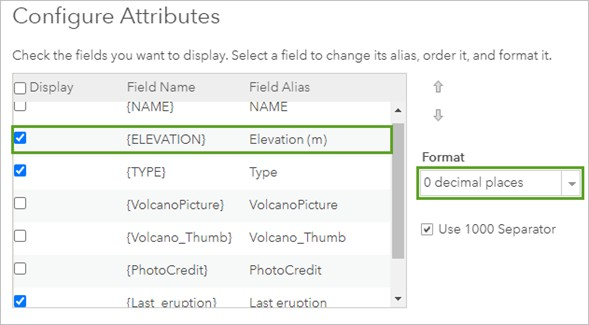 Configure Attributes
Check the fields you want to display. Select a field to change its alias, order it, and format it.
Display Field Name Field Alias
{NAME} NAME
{ELEVATION} Elevation (m)
{TYPE} Type
{VolcanoPicture} VolcanoPicture
{Volcano_Thumb} Volcano_Thumb
{PhotoCredit} PhotoCredit
{Last_eruption} Last eruption
Format
0 decimal places
Use 1000 Separator